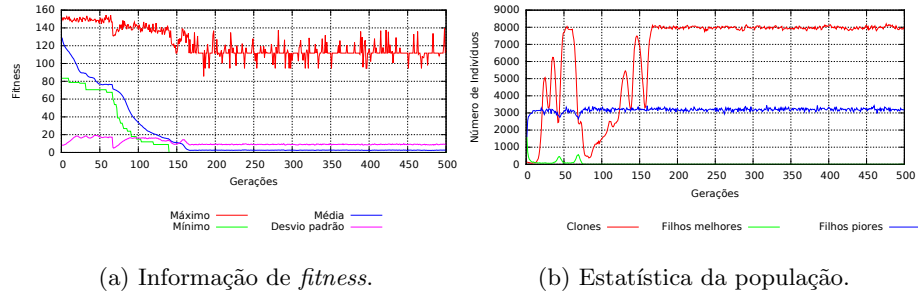 160
140
120
100
80
60
40
20
0
Fitness
0 50 100 150 200 250 300 350 400 450 500
Gerações
Máximo
Média
Mínimo
Desvio padrão
(a) Informação de fitness.
9000
8000
7000
6000
5000
4000
3000
2000
1000
0
Número de Indivíduos
0 50 100 150 200 250 300 350 400 450 500
Gerações
Clones
Filhos melhores
Filhos piores
(b) Estatística da população.